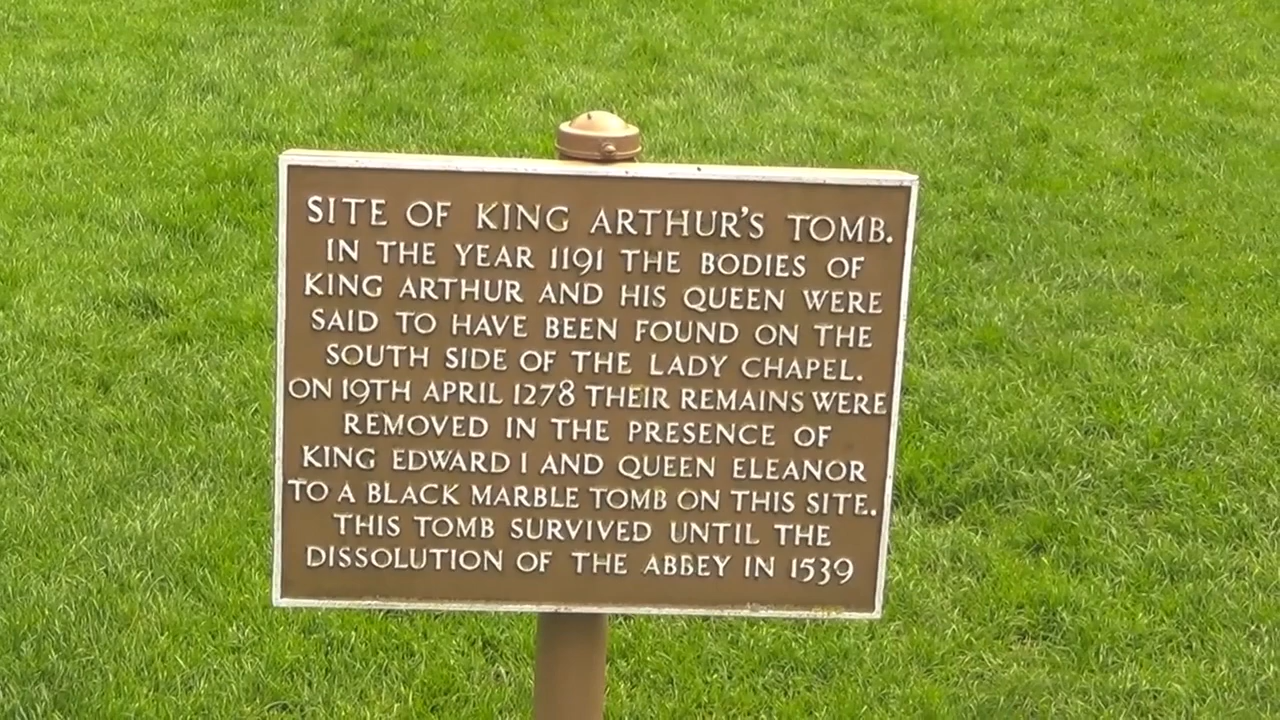 SITE OF KING ARTHUR'S TOMB.
IN THE YEAR 1191 THE BODIES OF
KING ARTHUR AND HIS QUEEN WERE
SAID TO HAVE BEEN FOUND ON THE
SOUTH SIDE OF THE LADY CHAPEL.
ON 19TH APRIL 1278 THEIR REMAINS WERE
REMOVED IN THE PRESENCE OF
KING EDWARD I AND QUEEN ELEANOR
TO A BLACK MARBLE TOMB ON THIS SITE.
THIS TOMB SURVIVED UNTIL THE
DISSOLUTION OF THE ABBEY IN 1539